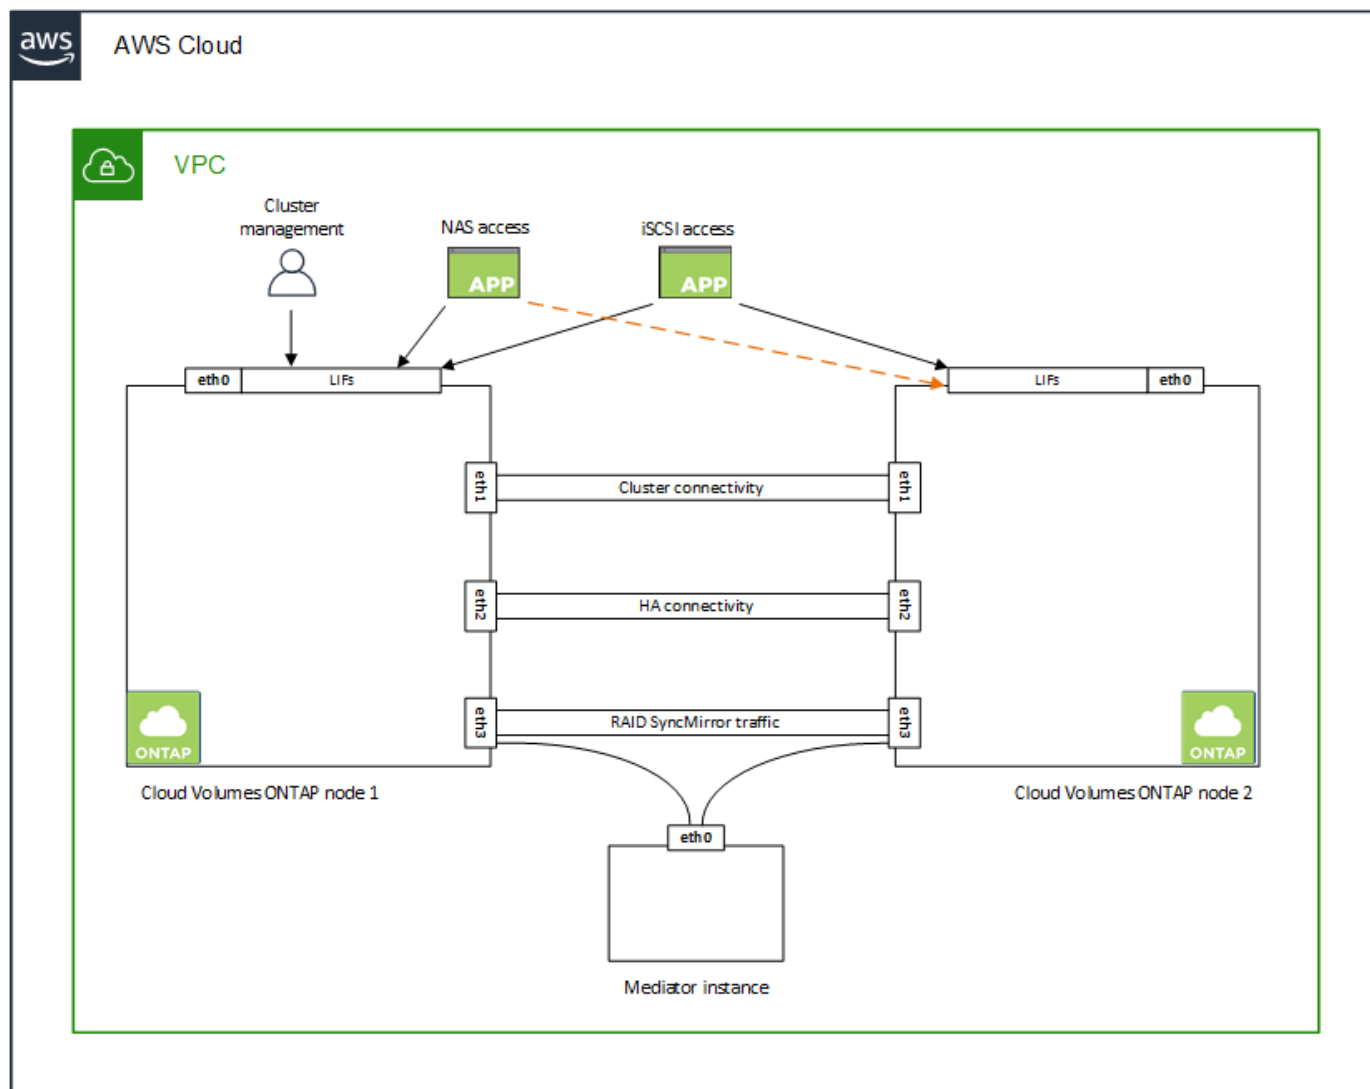 aws
AWS Cloud
VPC
Cluster
management
NAS access
iSCSI access
APP
APP
eth0
LIFs
LIFs
eth0
eth1
Cluster connectivity
eth1
eth2
HA connectivity
eth2
eth3
RAID SyncMirror traffic
eth3
ONTAP
ONTAP
Cloud Volumes ONTAP node 1
Cloud Volumes ONTAP node 2
eth0
Mediator instance